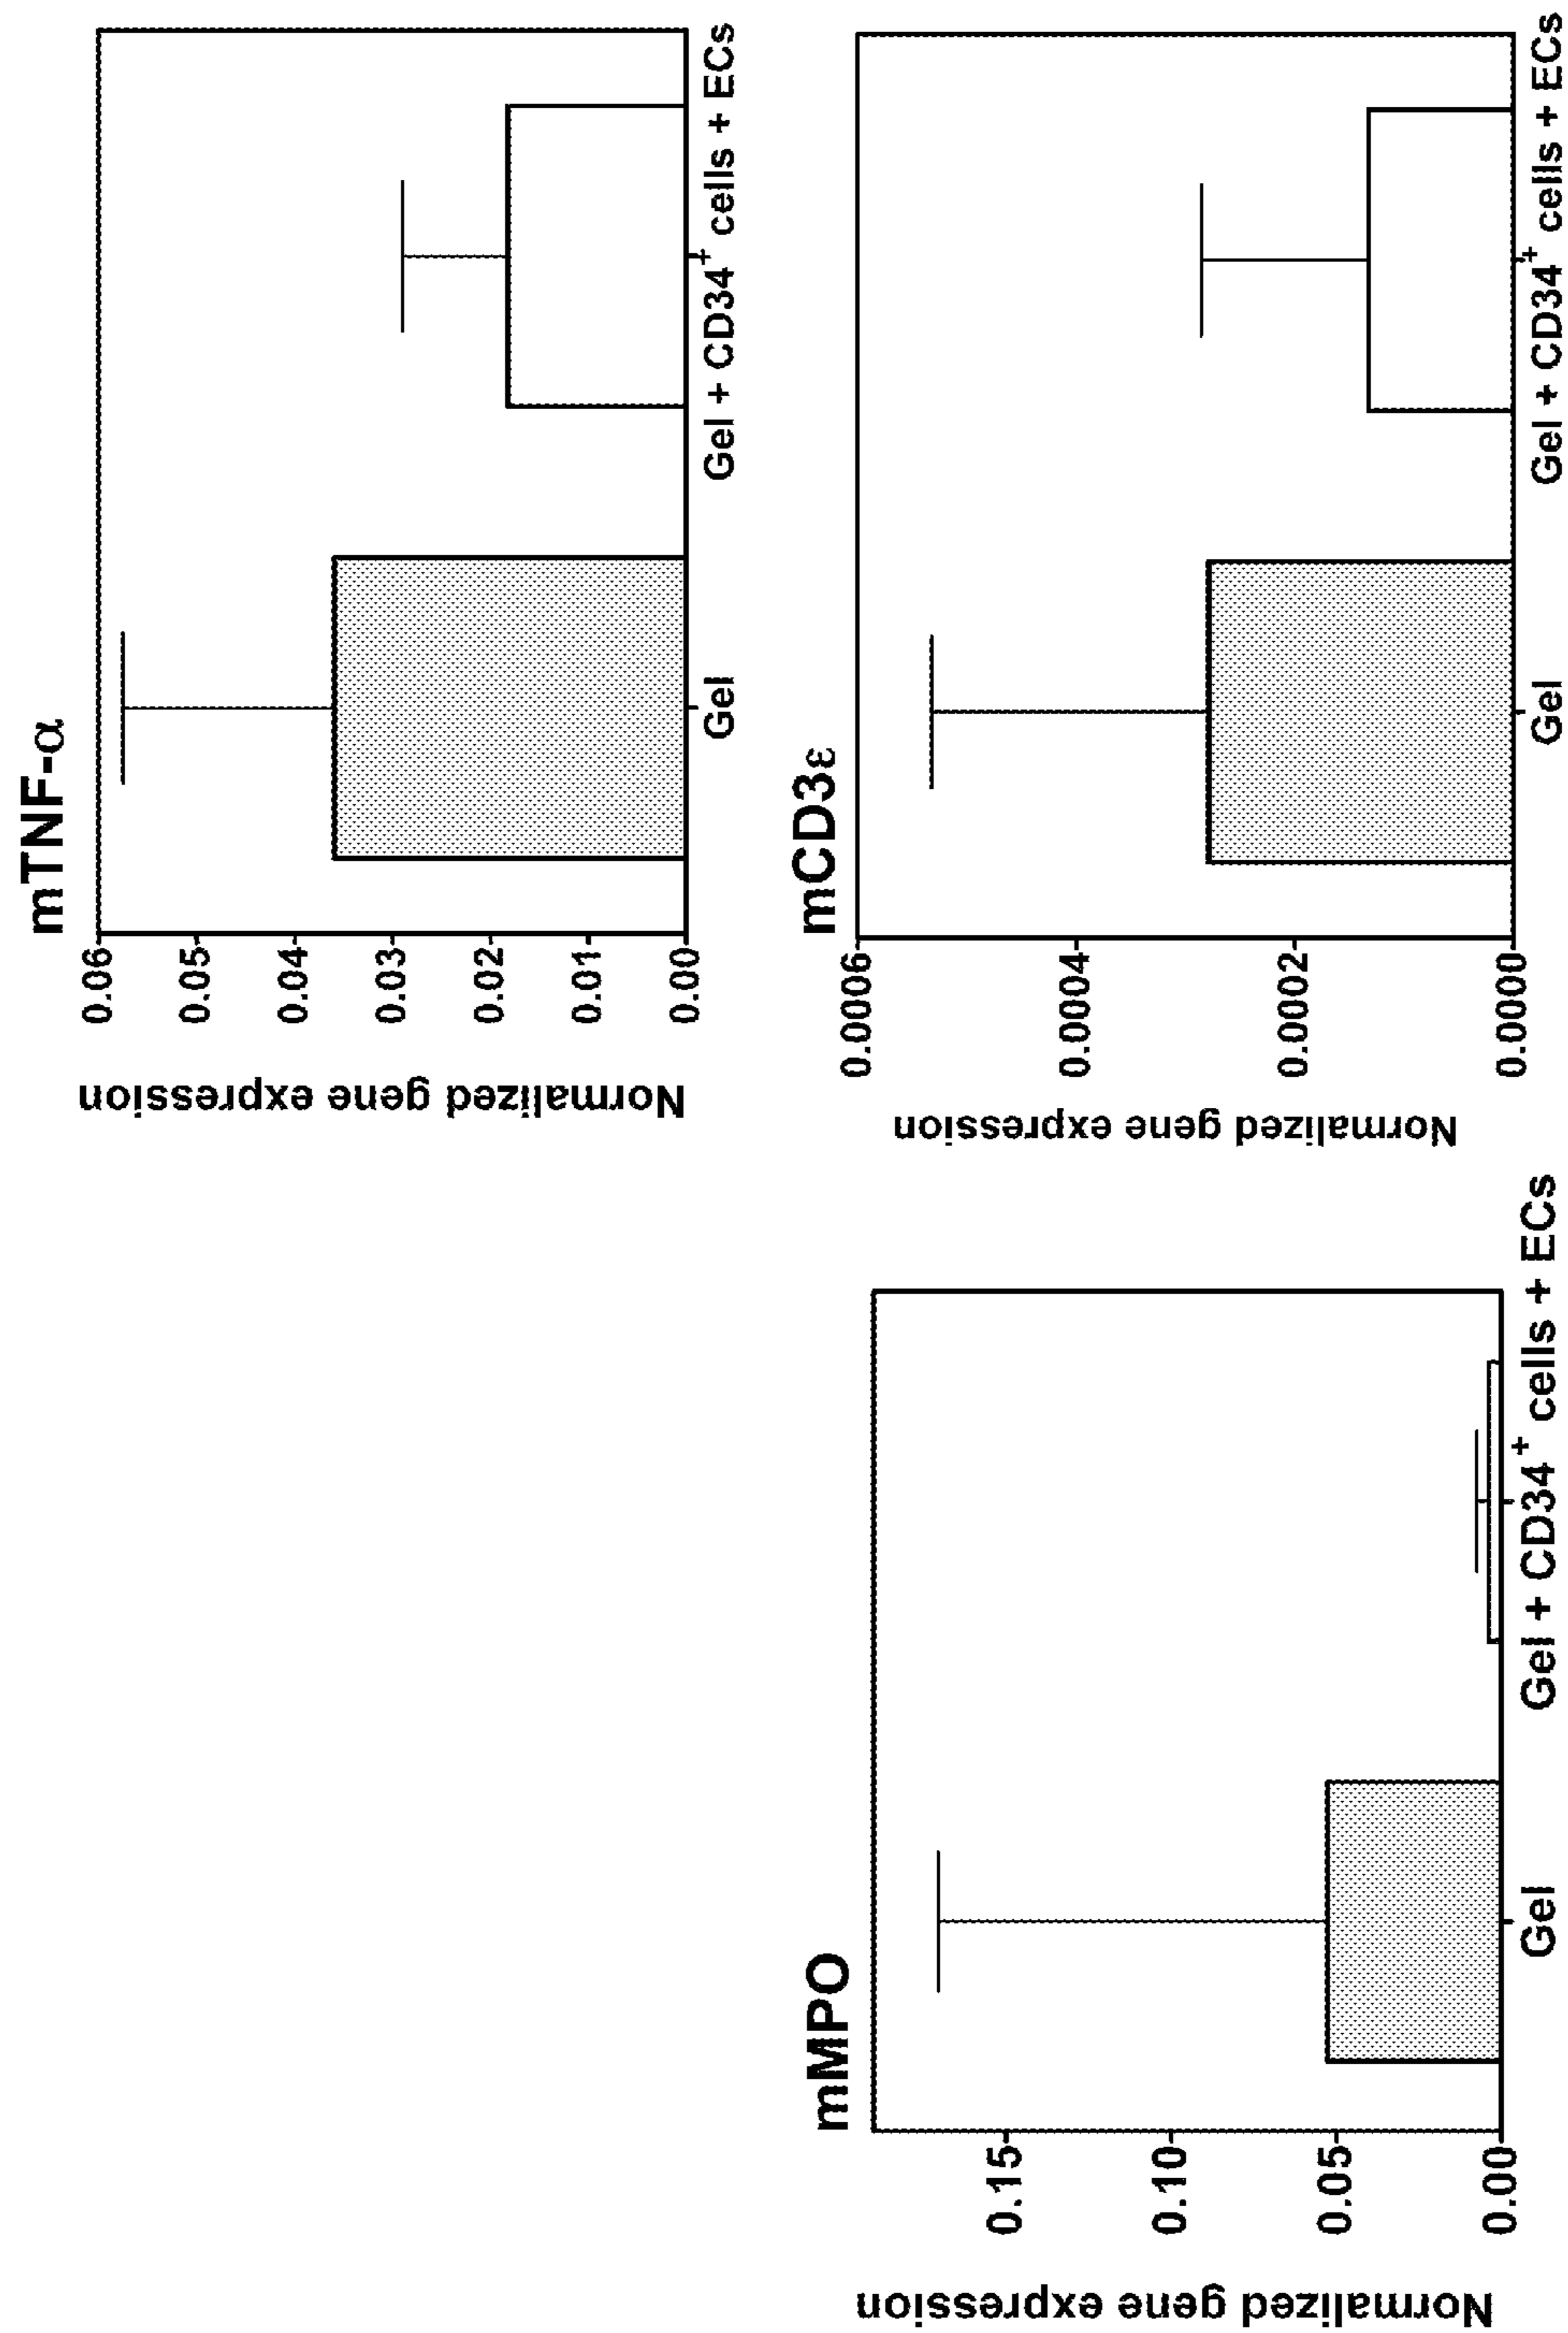 mTNF-α
Normalized gene expression
0.06
0.05
0.04
0.03
0.02
0.01
0.00
Gel
Gel + CD34⁺ cells + ECs
mMPO
Normalized gene expression
0.15
0.10
0.05
0.00
Gel
Gel + CD34⁺ cells + ECs
mCD3ε
Normalized gene expression
0.0006
0.0004
0.0002
0.0000
Gel
Gel + CD34⁺ cells + ECs